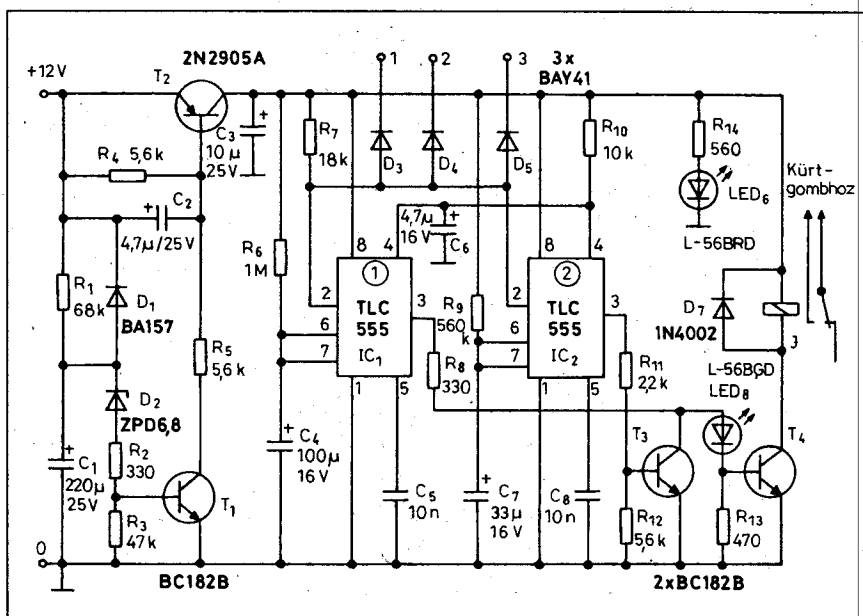 2N2905A
+12V
T2
C3
10μ
25V
R4 5,6k
C2
4,7μ/25V
R1
68k
D1
BA157
D2
ZPD6,8
R2
330
R3
47k
C1
220μ
25V
0
R5
5,6k
T1
BC182B
1
2
3
3x
BAY41
R7
18k
D3
D4
D5
R6
1M
4,7μ
16V
C6
8
4
2
6
7
3
1
5
1
TLC
555
IC1
C4
100μ
16V
C5
10n
R9
560
k
R8
330
R10
10k
8
4
2
6
7
3
1
5
2
TLC
555
IC2
C7
33μ
16V
C8
10n
R11
2,2k
R12
5,6k
T3
R14
560
LED6
L-56BRD
Kürt-
gombhoz
D7
1N4002
J
L-56BGD
LED8
T4
R13
470
2xBC182B